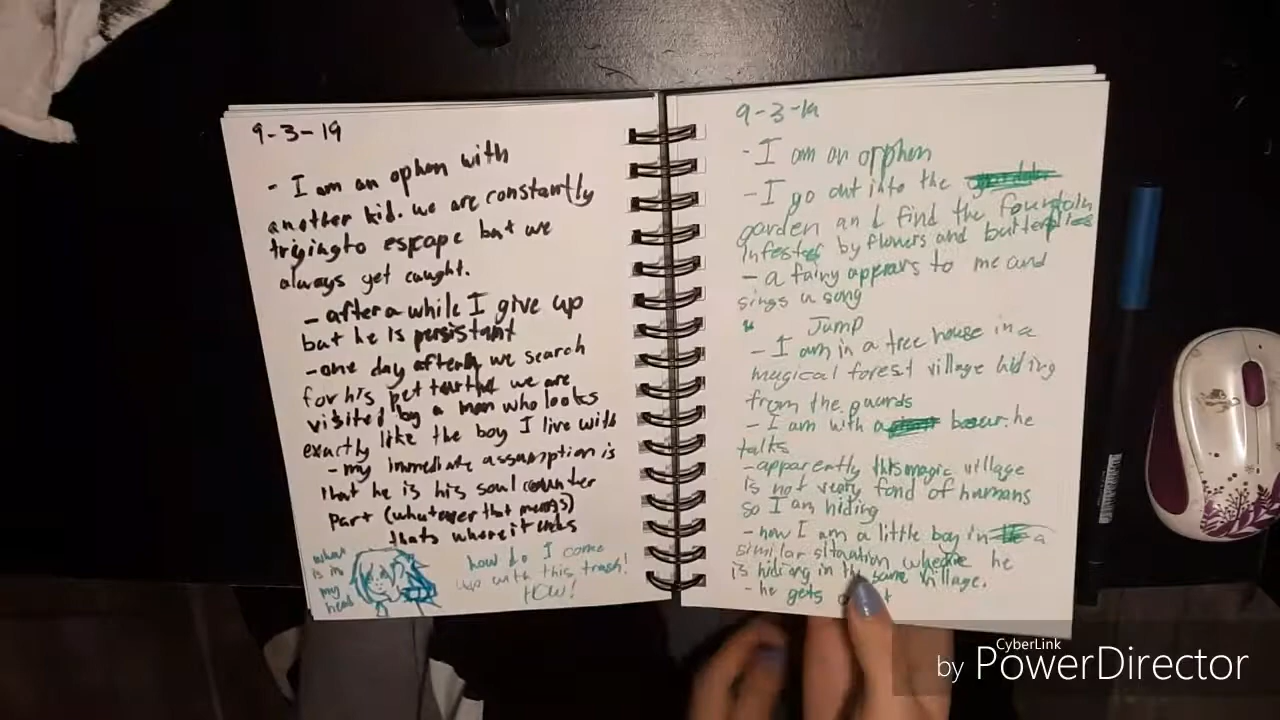 9-3-19
- I am an ophen with
another kid. we are constantly
triyingto escape but we
always get caught.
- after a while I give up
but he is persistant
- one day after we search
for his pet we are
visited by a man who looks
exactly like the boy I live with
- my immediate assumption is
that he is his soul counter
part (whatever that means)
thats where it ends
what
is in
my
head
how do I come
up with this trash!
HOW!
9-3-19
- I am an orphen
- I go out into the
garden and find the fountain
infested by flowers and butterflies
- a fairy appears to me and
sings a song
Jump
- I am in a tree house in a
magical forest village hiding
from the guards
- I am with a he
talks
- apparently this magic village
is not very fond of humans
so I am hiding
- now I am a little boy in a
similar situation where he
is hiding in the same village.
- he gets
CyberLink
by PowerDirector